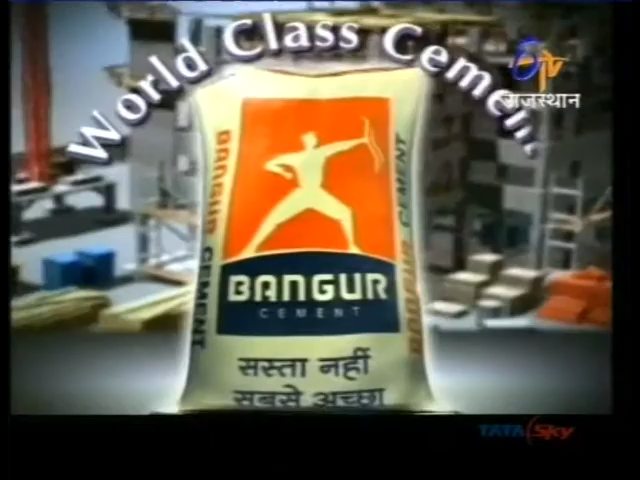 World Class Cement
etv
राजस्थान
BANGUR CEMENT
BANGUR CEMENT
BANGUR
CEMENT
सस्ता नहीं
सबसे अच्छा
TATA Sky